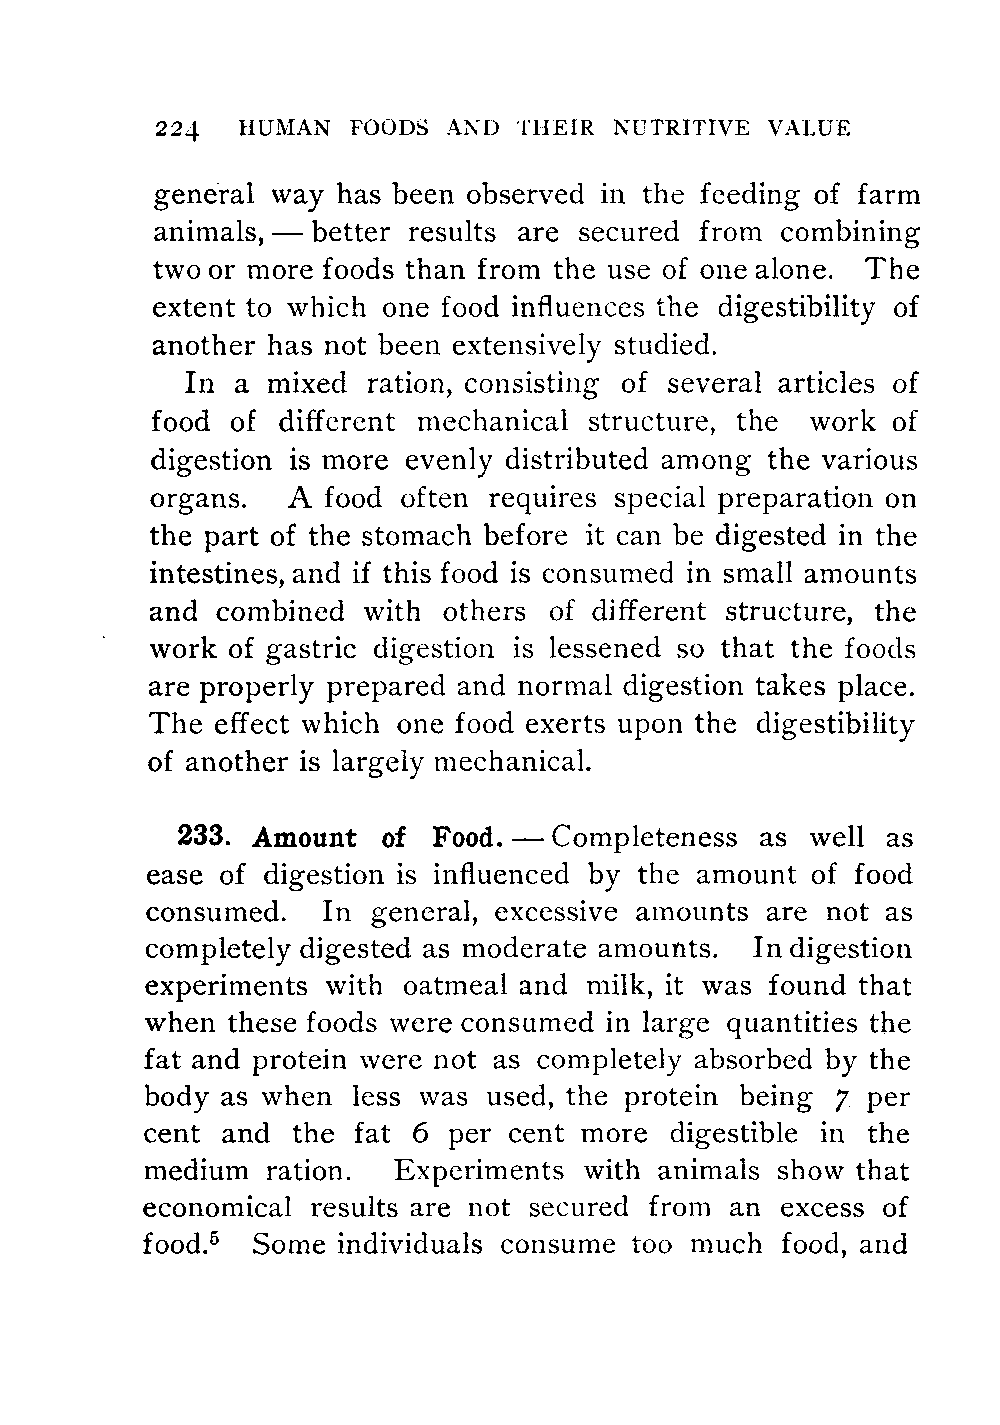 224 HUMAN FOODS AND THEIR NUTRITIVE VALUE
general way has been observed in the feeding of farm
animals, — better results are secured from combining
two or more foods than from the use of one alone. The
extent to which one food influences the digestibility of
another has not been extensively studied.
In a mixed ration, consisting of several articles of
food of different mechanical structure, the work of
digestion is more evenly distributed among the various
organs. A food often requires special preparation on
the part of the stomach before it can be digested in the
intestines, and if this food is consumed in small amounts
and combined with others of different structure, the
work of gastric digestion is lessened so that the foods
are properly prepared and normal digestion takes place.
The effect which one food exerts upon the digestibility
of another is largely mechanical.
233. Amount of Food. — Completeness as well as
ease of digestion is influenced by the amount of food
consumed. In general, excessive amounts are not as
completely digested as moderate amounts. In digestion
experiments with oatmeal and milk, it was found that
when these foods were consumed in large quantities the
fat and protein were not as completely absorbed by the
body as when less was used, the protein being 7 per
cent and the fat 6 per cent more digestible in the
medium ration. Experiments with animals show that
economical results are not secured from an excess of
food.⁵ Some individuals consume too much food, and